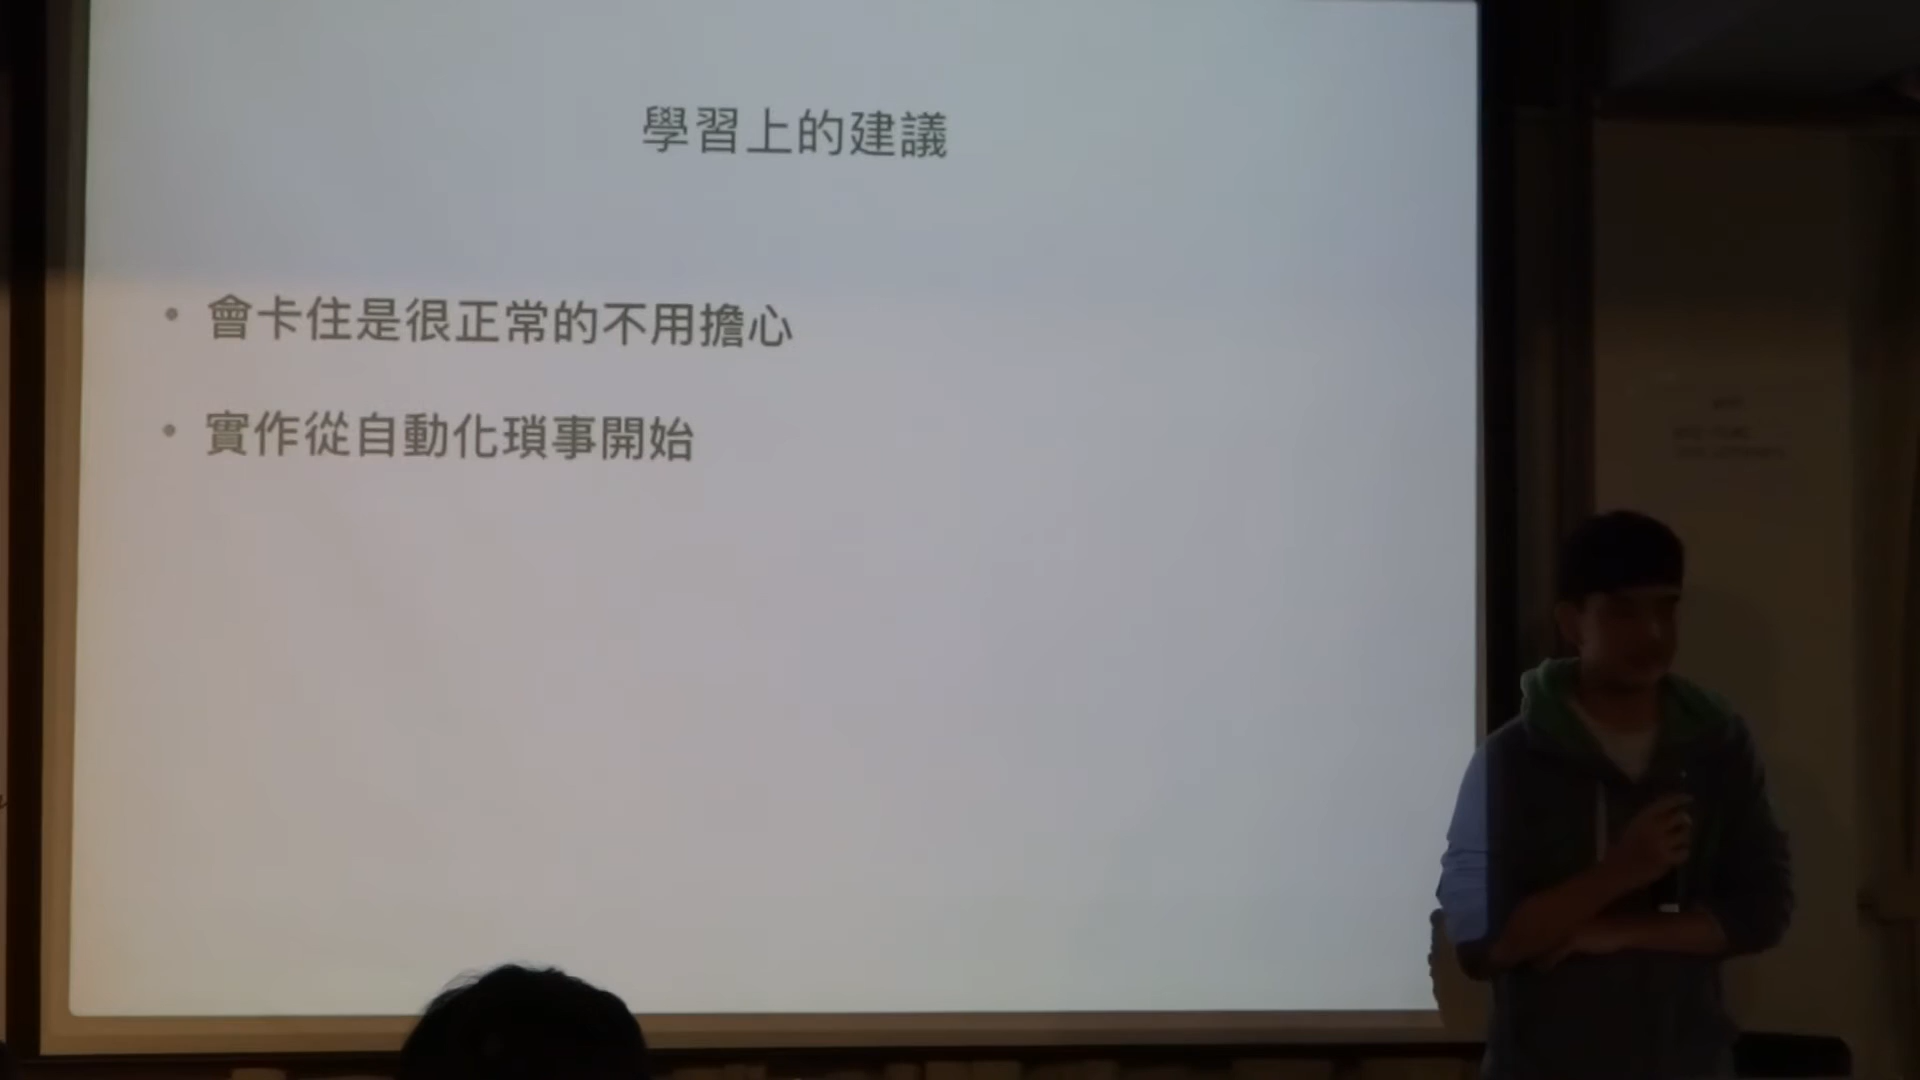 學習上的建議
• 會卡住是很正常的不用擔心
• 實作從自動化瑣事開始